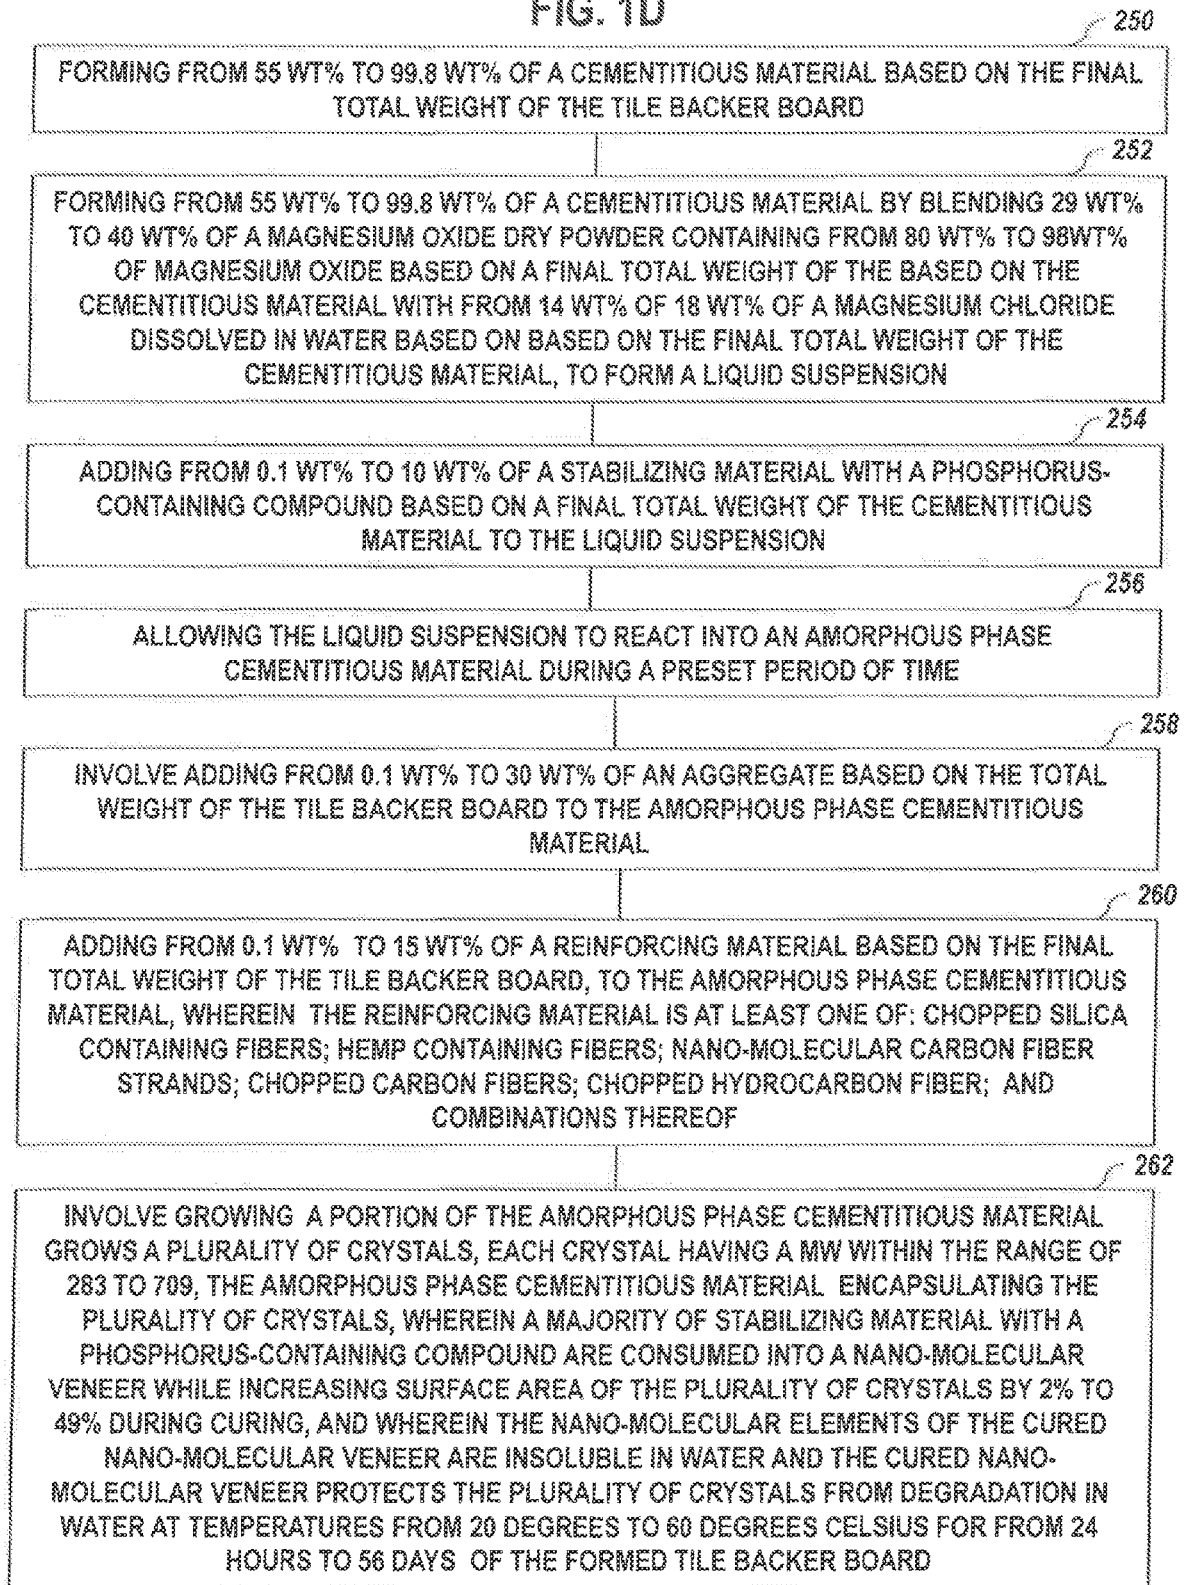 FIG. 1D
250
FORMING FROM 55 WT% TO 99.8 WT% OF A CEMENTITIOUS MATERIAL BASED ON THE FINAL
TOTAL WEIGHT OF THE TILE BACKER BOARD
252
FORMING FROM 55 WT% TO 99.8 WT% OF A CEMENTITIOUS MATERIAL BY BLENDING 29 WT%
TO 40 WT% OF A MAGNESIUM OXIDE DRY POWDER CONTAINING FROM 80 WT% TO 98WT%
OF MAGNESIUM OXIDE BASED ON A FINAL TOTAL WEIGHT OF THE BASED ON THE
CEMENTITIOUS MATERIAL WITH FROM 14 WT% OF 18 WT% OF A MAGNESIUM CHLORIDE
DISSOLVED IN WATER BASED ON BASED ON THE FINAL TOTAL WEIGHT OF THE
CEMENTITIOUS MATERIAL, TO FORM A LIQUID SUSPENSION
254
ADDING FROM 0.1 WT% TO 10 WT% OF A STABILIZING MATERIAL WITH A PHOSPHORUS-
CONTAINING COMPOUND BASED ON A FINAL TOTAL WEIGHT OF THE CEMENTITIOUS
MATERIAL TO THE LIQUID SUSPENSION
256
ALLOWING THE LIQUID SUSPENSION TO REACT INTO AN AMORPHOUS PHASE
CEMENTITIOUS MATERIAL DURING A PRESET PERIOD OF TIME
258
INVOLVE ADDING FROM 0.1 WT% TO 30 WT% OF AN AGGREGATE BASED ON THE TOTAL
WEIGHT OF THE TILE BACKER BOARD TO THE AMORPHOUS PHASE CEMENTITIOUS
MATERIAL
260
ADDING FROM 0.1 WT% TO 15 WT% OF A REINFORCING MATERIAL BASED ON THE FINAL
TOTAL WEIGHT OF THE TILE BACKER BOARD, TO THE AMORPHOUS PHASE CEMENTITIOUS
MATERIAL, WHEREIN THE REINFORCING MATERIAL IS AT LEAST ONE OF: CHOPPED SILICA
CONTAINING FIBERS; HEMP CONTAINING FIBERS; NANO-MOLECULAR CARBON FIBER
STRANDS; CHOPPED CARBON FIBERS; CHOPPED HYDROCARBON FIBER; AND
COMBINATIONS THEREOF
262
INVOLVE GROWING A PORTION OF THE AMORPHOUS PHASE CEMENTITIOUS MATERIAL
GROWS A PLURALITY OF CRYSTALS, EACH CRYSTAL HAVING A MW WITHIN THE RANGE OF
283 TO 709, THE AMORPHOUS PHASE CEMENTITIOUS MATERIAL ENCAPSULATING THE
PLURALITY OF CRYSTALS, WHEREIN A MAJORITY OF STABILIZING MATERIAL WITH A
PHOSPHORUS-CONTAINING COMPOUND ARE CONSUMED INTO A NANO-MOLECULAR
VENEER WHILE INCREASING SURFACE AREA OF THE PLURALITY OF CRYSTALS BY 2% TO
49% DURING CURING, AND WHEREIN THE NANO-MOLECULAR ELEMENTS OF THE CURED
NANO-MOLECULAR VENEER ARE INSOLUBLE IN WATER AND THE CURED NANO-
MOLECULAR VENEER PROTECTS THE PLURALITY OF CRYSTALS FROM DEGRADATION IN
WATER AT TEMPERATURES FROM 20 DEGREES TO 60 DEGREES CELSIUS FOR FROM 24
HOURS TO 56 DAYS OF THE FORMED TILE BACKER BOARD